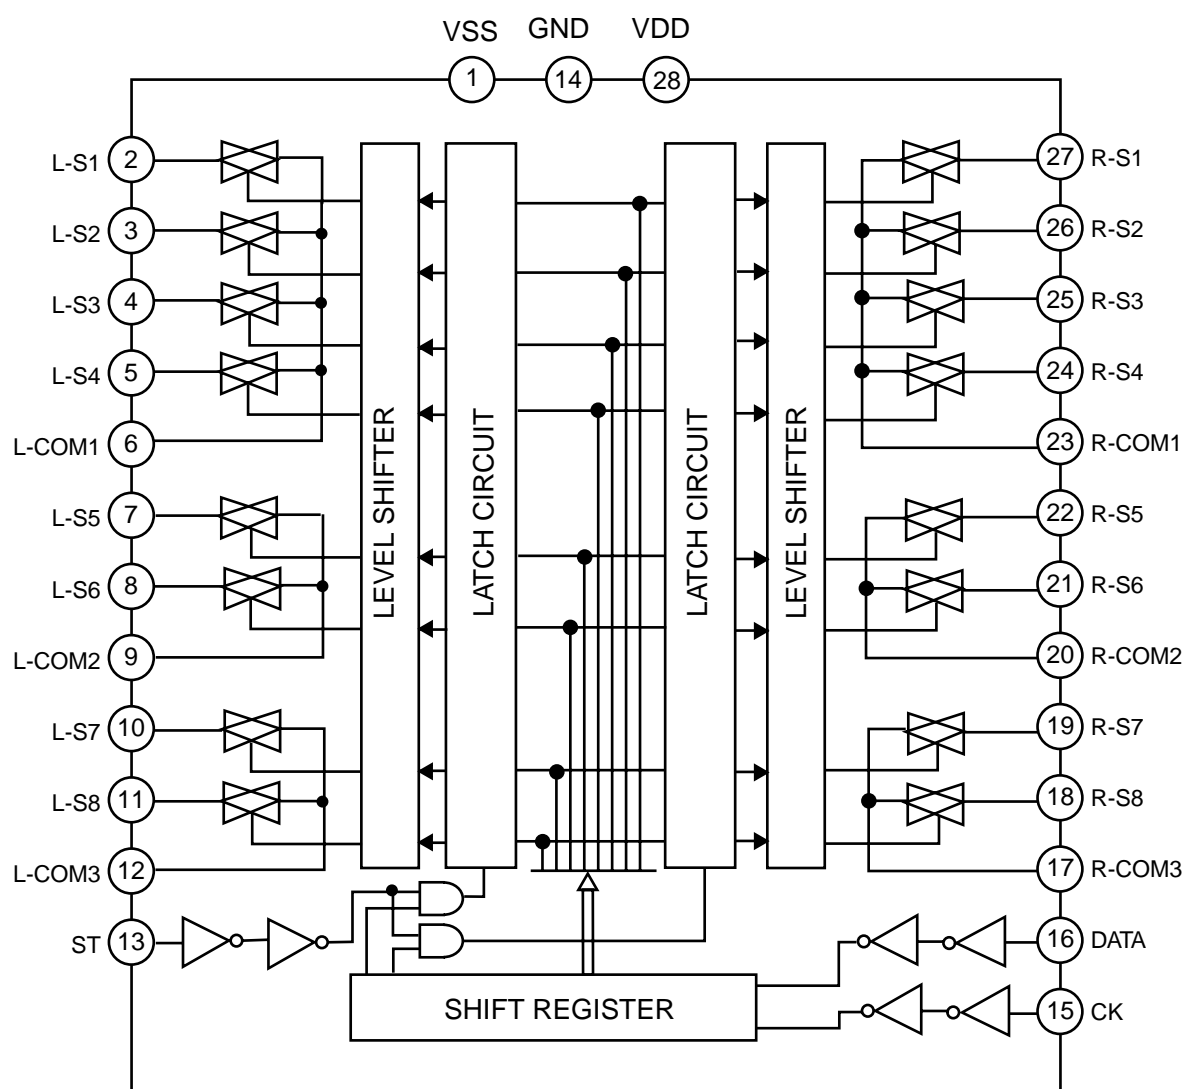 VSS GND VDD
1 14 28
L-S1 2
L-S2 3
L-S3 4
L-S4 5
L-COM1 6
L-S5 7
L-S6 8
L-COM2 9
L-S7 10
L-S8 11
L-COM3 12
ST 13
LEVEL SHIFTER
LATCH CIRCUIT
LATCH CIRCUIT
LEVEL SHIFTER
27 R-S1
26 R-S2
25 R-S3
24 R-S4
23 R-COM1
22 R-S5
21 R-S6
20 R-COM2
19 R-S7
18 R-S8
17 R-COM3
16 DATA
15 CK
SHIFT REGISTER